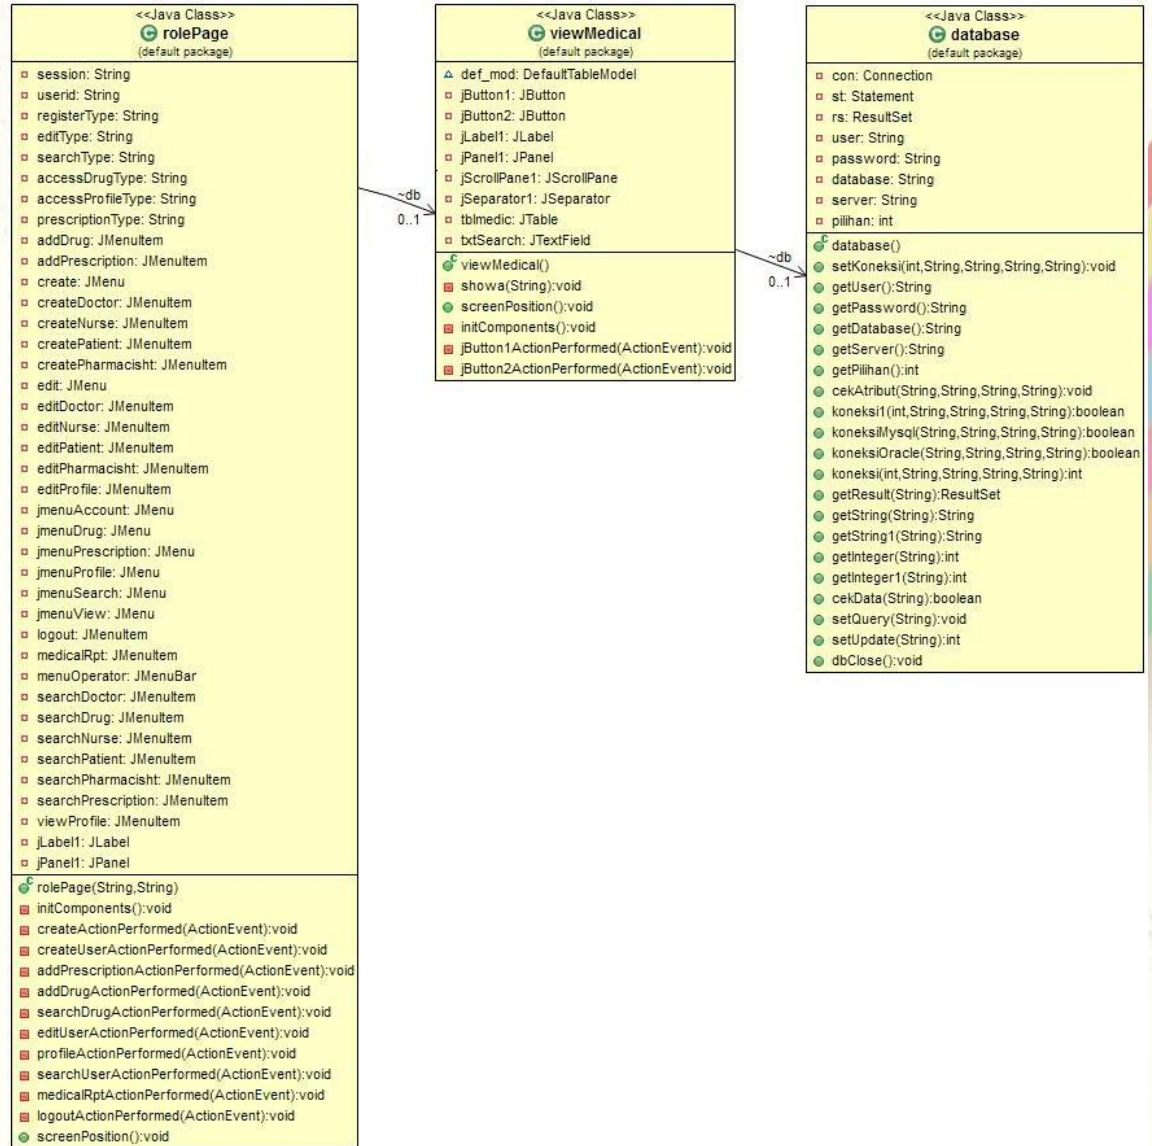 <<Java Class>>
rolePage
(default package)
session: String
userid: String
registerType: String
editType: String
searchType: String
accessDrugType: String
accessProfileType: String
prescriptionType: String
addDrug: JMenuItem
addPrescription: JMenuItem
create: JMenu
createDoctor: JMenuItem
createNurse: JMenuItem
createPatient: JMenuItem
createPharmacisht: JMenuItem
edit: JMenu
editDoctor: JMenuItem
editNurse: JMenuItem
editPatient: JMenuItem
editPharmacisht: JMenuItem
editProfile: JMenuItem
jmenuAccount: JMenu
jmenuDrug: JMenu
jmenuPrescription: JMenu
jmenuProfile: JMenu
jmenuSearch: JMenu
jmenuView: JMenu
logout: JMenuItem
medicalRpt: JMenuItem
menuOperator: JMenuBar
searchDoctor: JMenuItem
searchDrug: JMenuItem
searchNurse: JMenuItem
searchPatient: JMenuItem
searchPharmacisht: JMenuItem
searchPrescription: JMenuItem
viewProfile: JMenuItem
jLabel1: JLabel
jPanel1: JPanel
rolePage(String,String)
initComponents():void
createActionPerformed(ActionEvent):void
createUserActionPerformed(ActionEvent):void
addPrescriptionActionPerformed(ActionEvent):void
addDrugActionPerformed(ActionEvent):void
searchDrugActionPerformed(ActionEvent):void
editUserActionPerformed(ActionEvent):void
profileActionPerformed(ActionEvent):void
searchUserActionPerformed(ActionEvent):void
medicalRptActionPerformed(ActionEvent):void
logoutActionPerformed(ActionEvent):void
screenPosition():void
~db
0..1
<<Java Class>>
viewMedical
(default package)
def_mod: DefaultTableModel
jButton1: JButton
jButton2: JButton
jLabel1: JLabel
jPanel1: JPanel
jScrollPane1: JScrollPane
jSeparator1: JSeparator
tblmedic: JTable
txtSearch: JTextField
viewMedical()
showa(String):void
screenPosition():void
initComponents():void
jButton1ActionPerformed(ActionEvent):void
jButton2ActionPerformed(ActionEvent):void
~db
0..1
<<Java Class>>
database
(default package)
con: Connection
st: Statement
rs: ResultSet
user: String
password: String
database: String
server: String
pilihan: int
database()
setKoneksi(int,String,String,String,String):void
getUser():String
getPassword():String
getDatabase():String
getServer():String
getPilihan():int
cekAtribut(String,String,String,String):void
koneksi1(int,String,String,String,String):boolean
koneksiMysql(String,String,String,String):boolean
koneksiOracle(String,String,String,String):boolean
koneksi(int,String,String,String,String):int
getResult(String):ResultSet
getString(String):String
getString1(String):String
getInteger(String):int
getInteger1(String):int
cekData(String):boolean
setQuery(String):void
setUpdate(String):int
dbClose():void